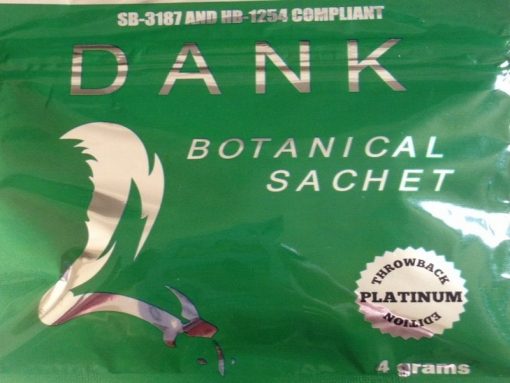 SB-3187 AND HB-1254 COMPLIANT
DANK
BOTANICAL
SACHET
THROWBACK
PLATINUM
EDITION
4 grams